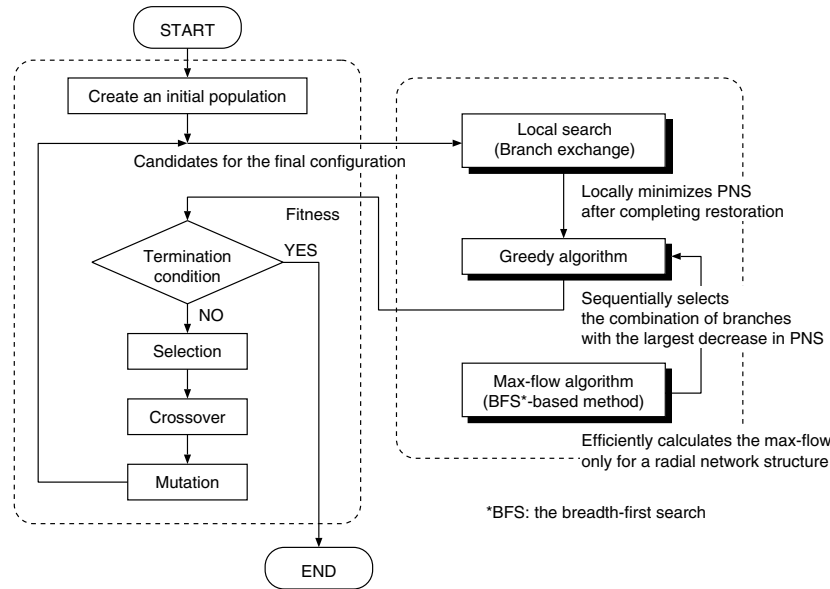 START
Create an initial population
Candidates for the final configuration
Local search
(Branch exchange)
Locally minimizes PNS
after completing restoration
Fitness
Termination
condition
YES
NO
Greedy algorithm
Sequentially selects
the combination of branches
with the largest decrease in PNS
Selection
Max-flow algorithm
(BFS*-based method)
Crossover
Efficiently calculates the max-flow
only for a radial network structure
Mutation
*BFS: the breadth-first search
END